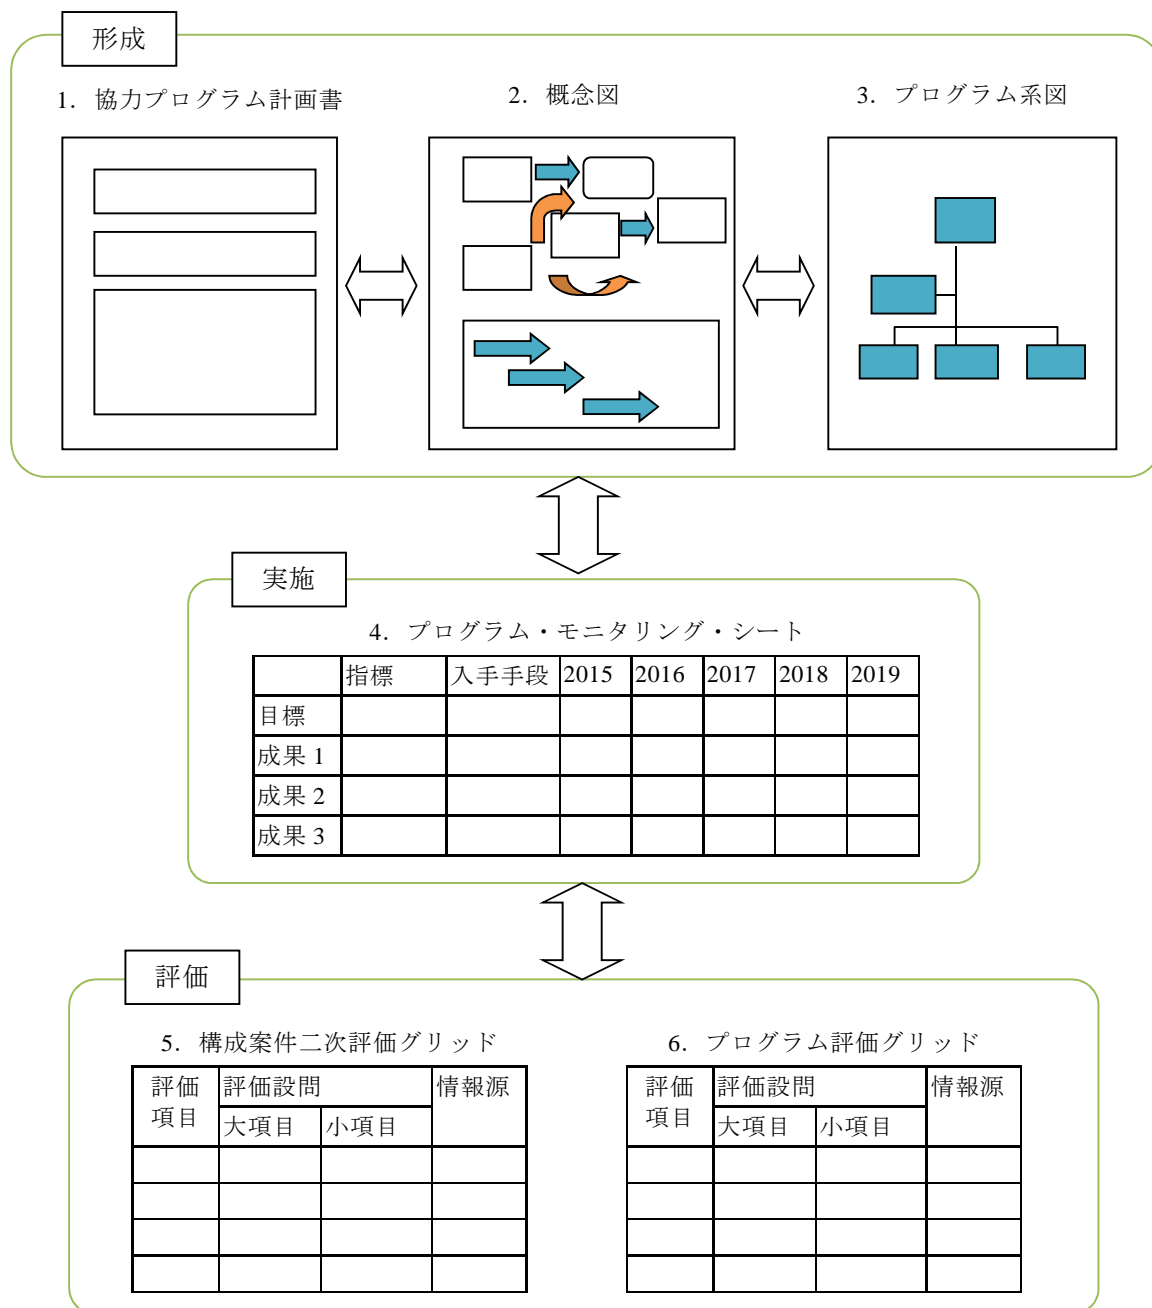 形成
1. 協力プログラム計画書
2. 概念図
3. プログラム系図
実施
4. プログラム・モニタリング・シート
指標 入手手段 2015 2016 2017 2018 2019
目標
成果 1
成果 2
成果 3
評価
5. 構成案件二次評価グリッド
評価項目 評価設問 情報源
大項目 小項目
6. プログラム評価グリッド
評価項目 評価設問 情報源
大項目 小項目